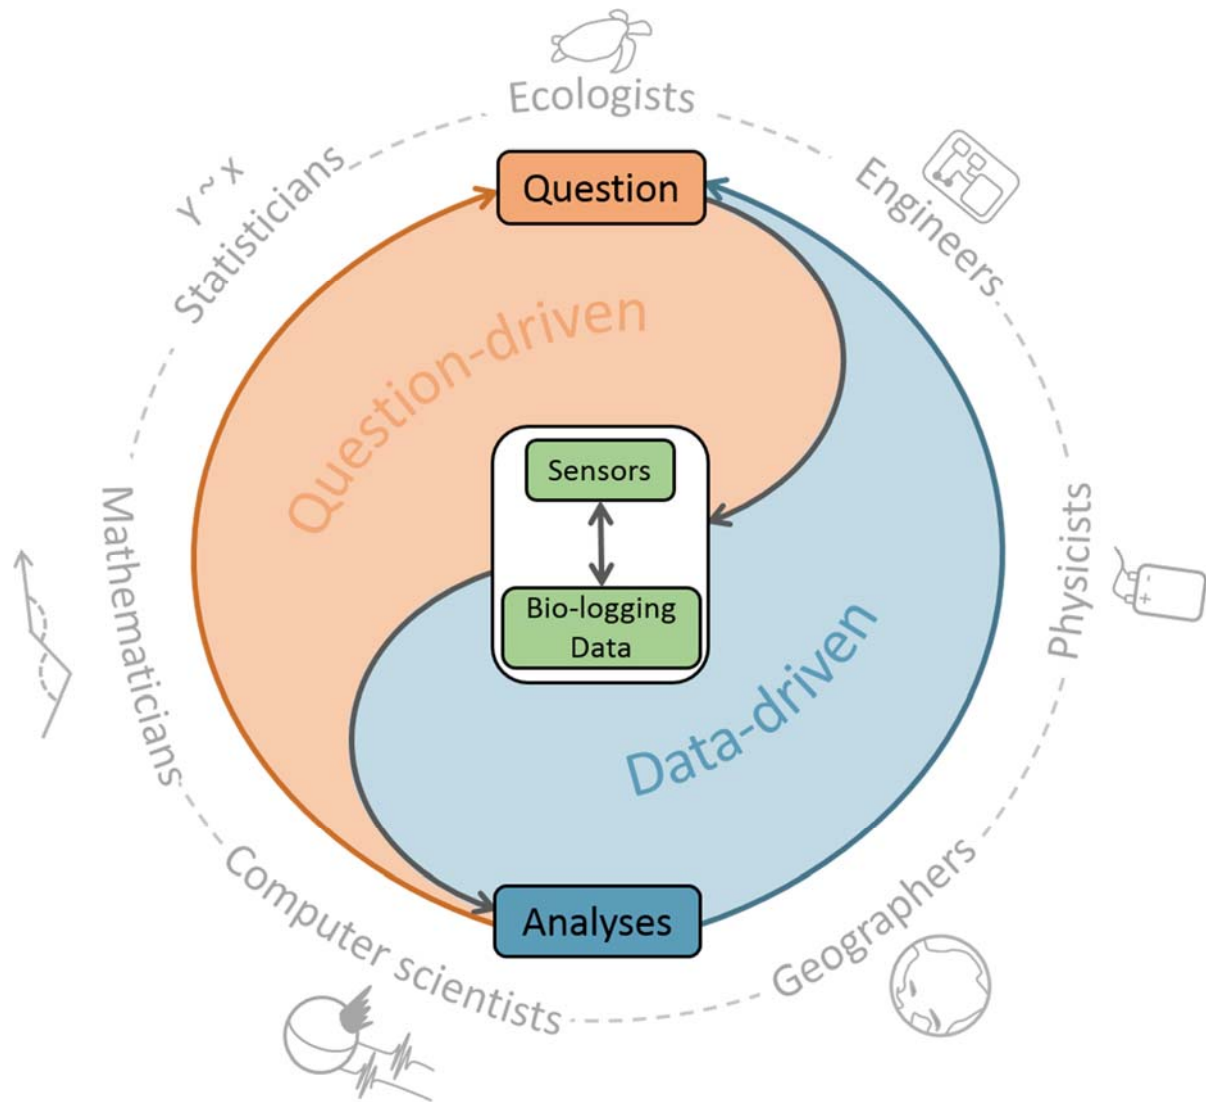 Ecologists
Y ~ X
Statisticians
Engineers
Question
Question-driven
Sensors
Mathematicians
Physicists
- 
+
Bio-logging
Data
Data-driven
Computer scientists
Analyses
Geographers